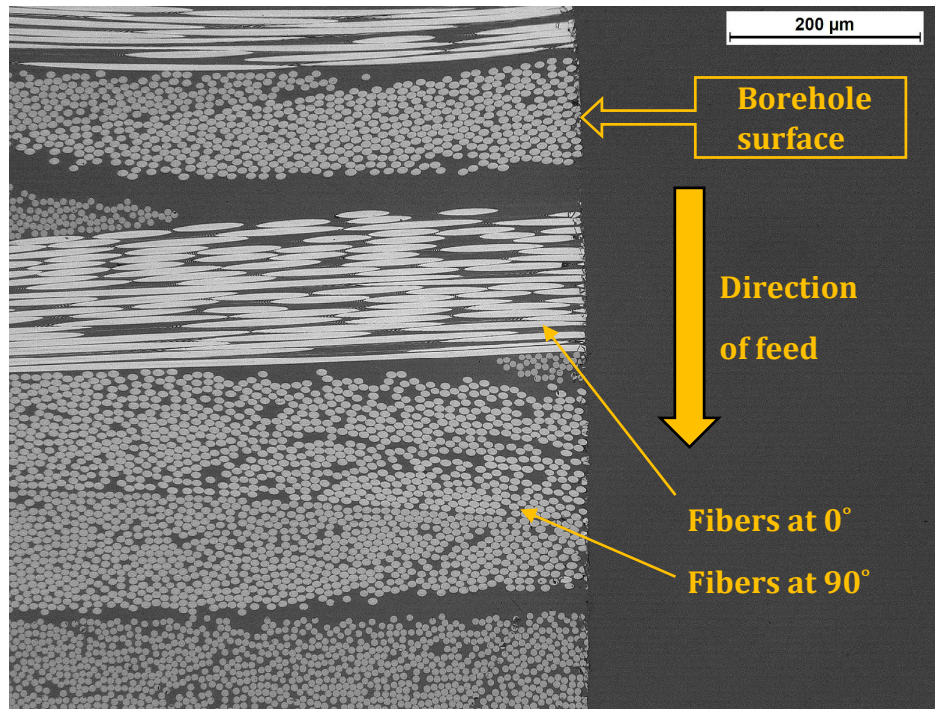 200 µm
Borehole
surface
Direction
of feed
Fibers at 0°
Fibers at 90°